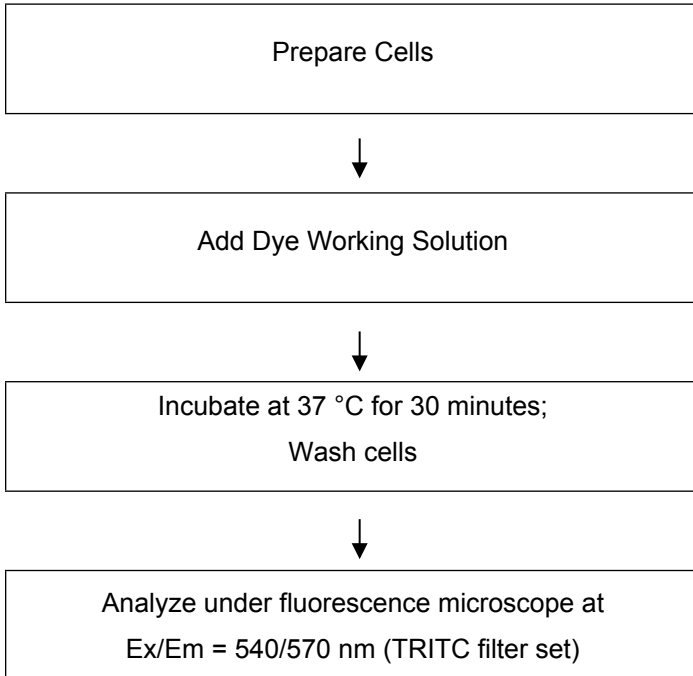 Prepare Cells
Add Dye Working Solution
Incubate at 37 °C for 30 minutes;
Wash cells
Analyze under fluorescence microscope at
Ex/Em = 540/570 nm (TRITC filter set)